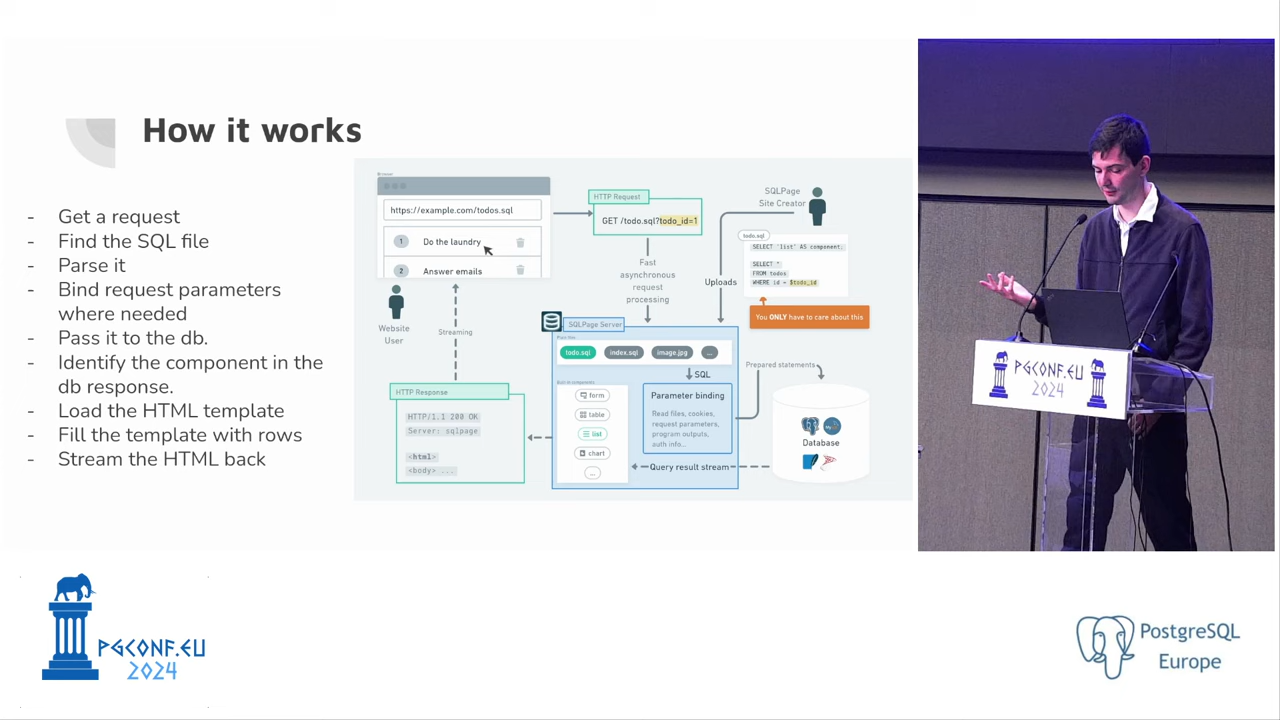 How it works
- Get a request
- Find the SQL file
- Parse it
- Bind request parameters
where needed
- Pass it to the db.
- Identify the component in the
db response.
- Load the HTML template
- Fill the template with rows
- Stream the HTML back
Browser
https://example.com/todos.sql
1 Do the laundry
2 Answer emails
Website
User
Streaming
HTTP Request
GET /todo.sql?todo_id=1
Fast
asynchronous
request
processing
SQLPage
Site Creator
Uploads
todo.sql
SELECT 'list' AS component;
SELECT *
FROM todos
WHERE id = $todo_id
You ONLY have to care about this
SQLPage Server
todo.sql index.sql image.jpg ...
SQL
Built-in components
form
table
list
chart
...
Parameter binding
Read files, cookies,
request parameters,
program outputs,
auth info...
Prepared statements
Database
Query result stream
HTTP Response
HTTP/1.1 200 OK
Server: sqlpage
<html>
<body> ...
PGCONF.EU
2024
PGCONF.EU
2024
PostgreSQL
Europe